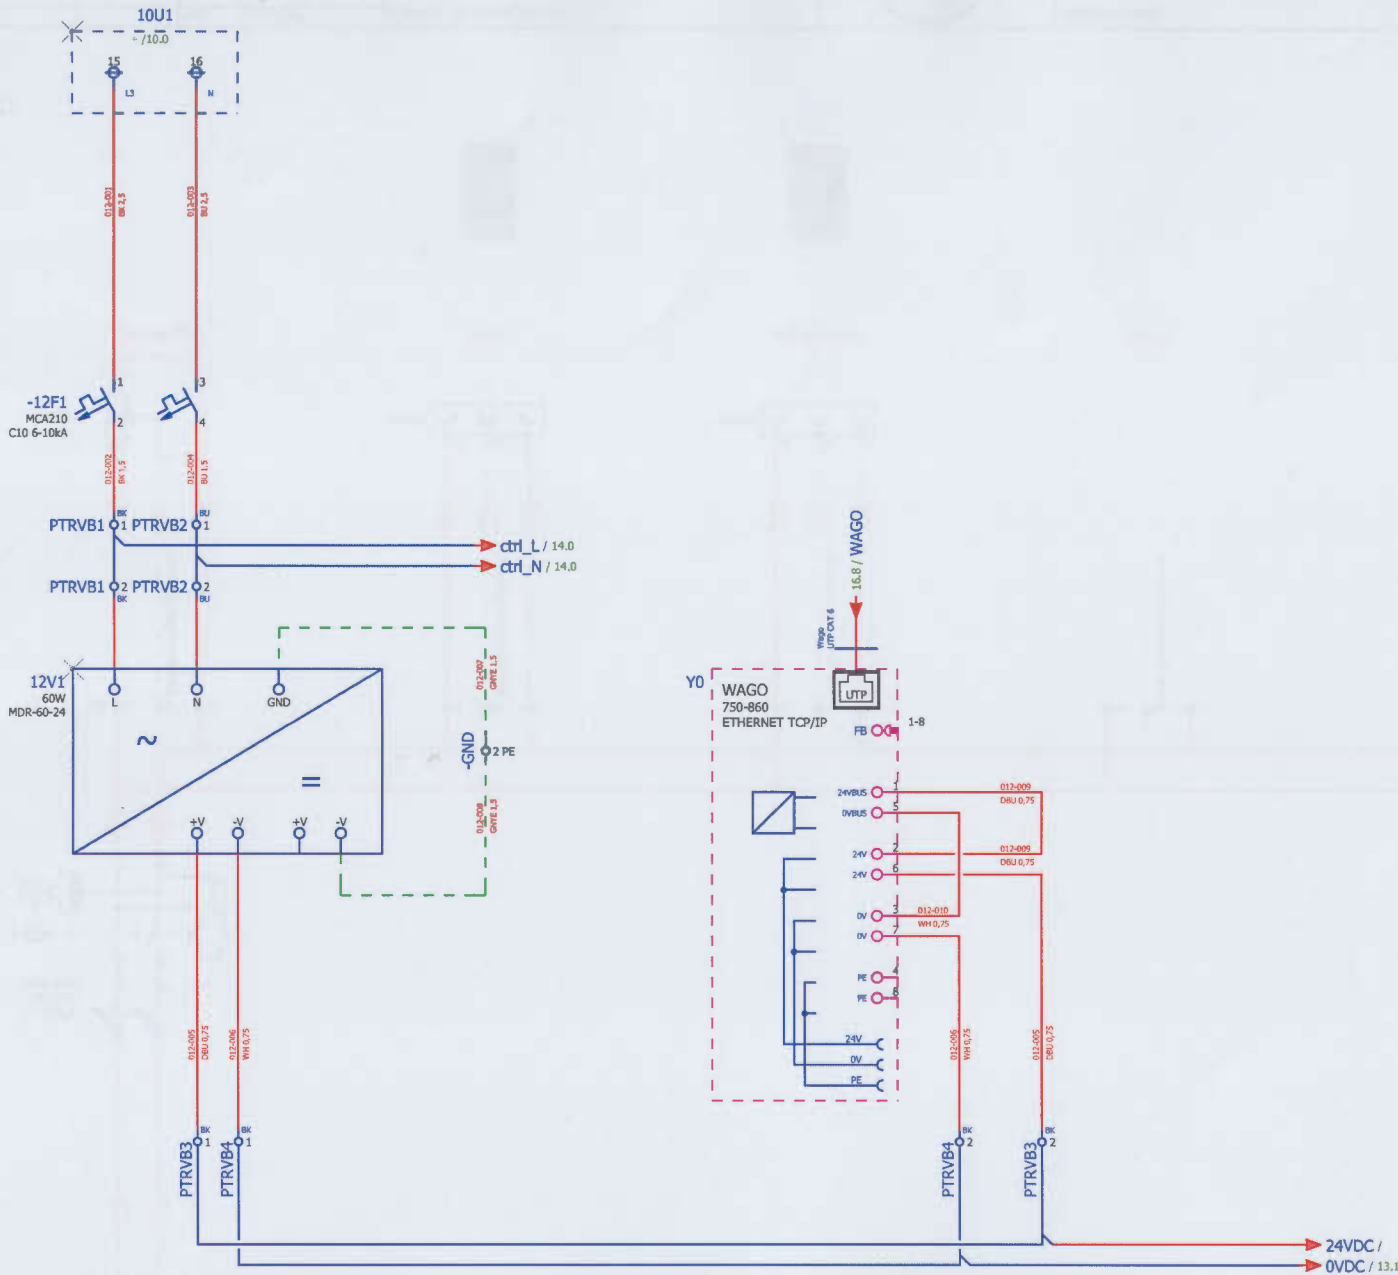 10U1
- /10.0
15
16
L3
N
012-001
BK 2,5
012-003
BU 2,5
1
3
-12F1
MCA210
C10 6-10kA
2
4
012-002
BK 1,5
012-004
BU 1,5
BK
BU
PTRVB1
1
PTRVB2
1
ctrl_L / 14.0
ctrl_N / 14.0
PTRVB1
2
PTRVB2
2
BK
BU
16.8 / WAGO
Wago
UTP CAT 6
12V1
60W
MDR-60-24
L
N
GND
~
=
+V
-V
+V
-V
012-007
GNYE 1,5
-GND
2 PE
012-008
GNYE 1,5
Y0
WAGO
750-860
ETHERNET TCP/IP
UTP
FB
1-8
24VBUS
1
0VBUS
5
24V
2
24V
6
0V
3
0V
7
PE
4
PE
8
24V
0V
PE
012-009
DBU 0,75
012-009
DBU 0,75
012-010
WH 0,75
012-005
DBU 0,75
012-006
WH 0,75
012-006
WH 0,75
012-005
DBU 0,75
PTRVB3
BK
1
PTRVB4
BK
1
PTRVB4
BK
2
PTRVB3
BK
2
24VDC /
0VDC / 13.1